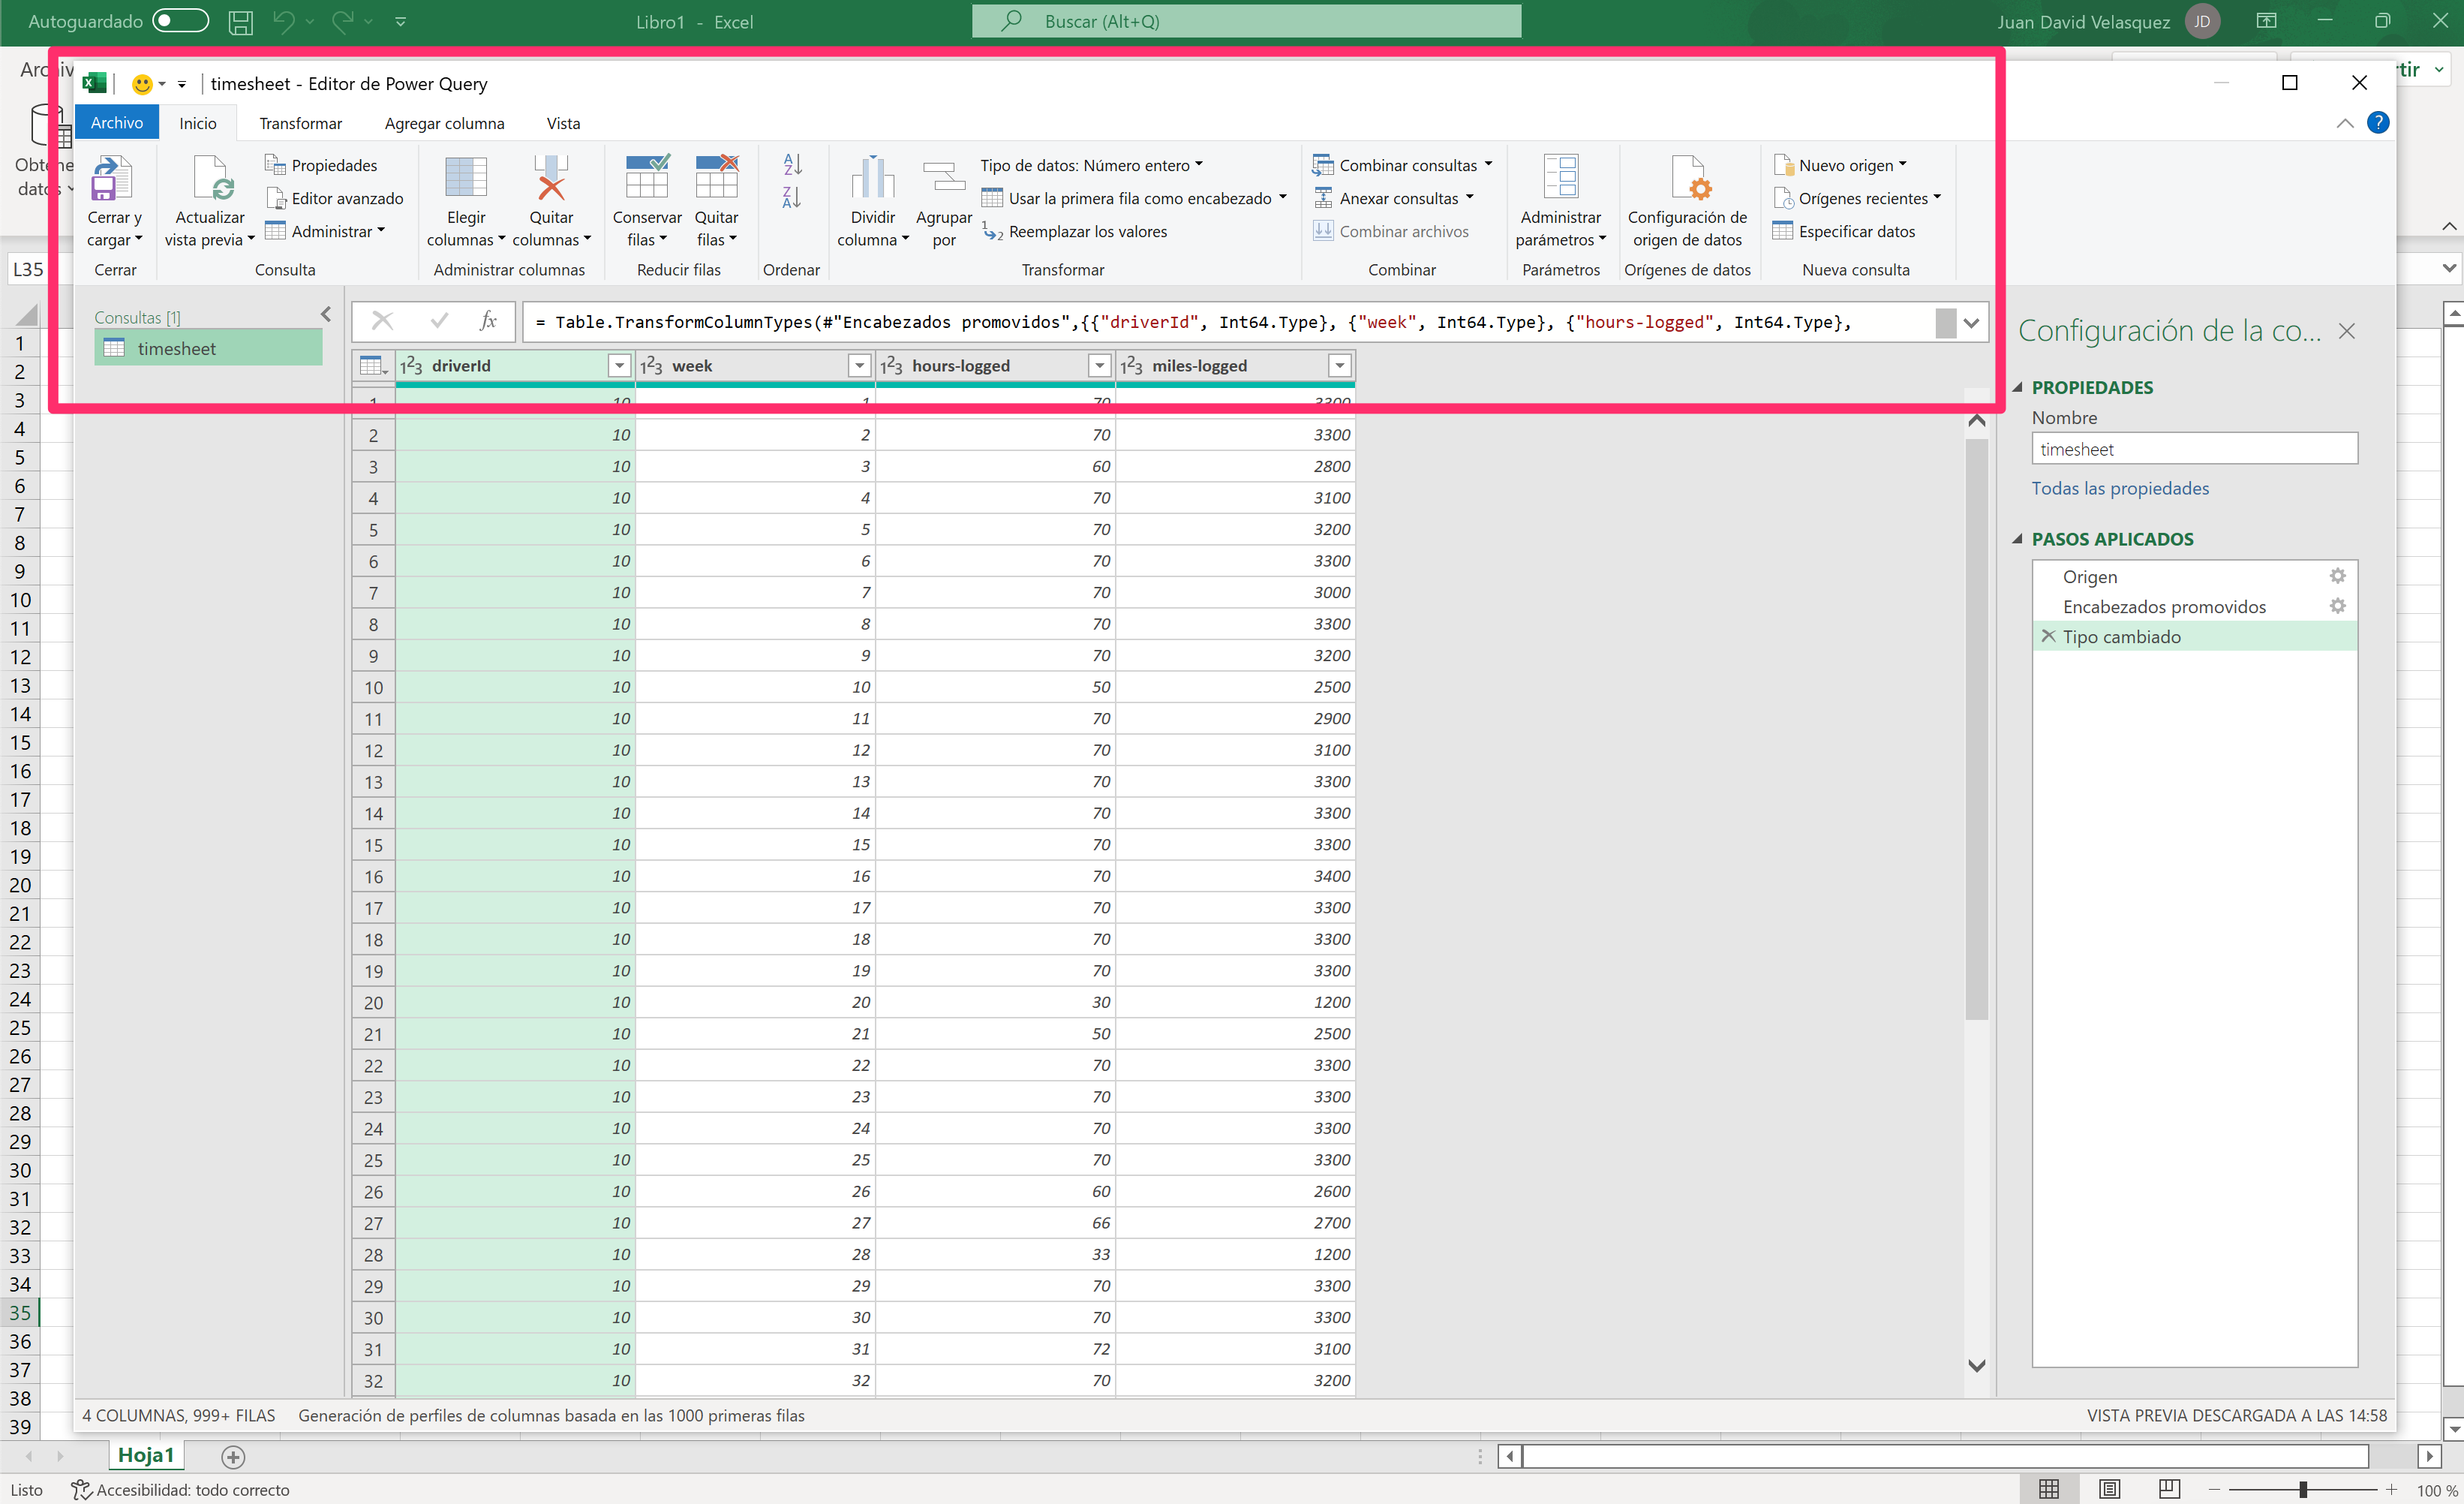 Autoguardado
Libro1 - Excel
Buscar (Alt+Q)
Juan David Velasquez
JD
timesheet - Editor de Power Query
Archivo Inicio Transformar Agregar columna Vista
Cerrar y cargar
Cerrar
Actualizar vista previa
Propiedades
Editor avanzado
Administrar
Consulta
Elegir columnas
Quitar columnas
Administrar columnas
Conservar filas
Quitar filas
Reducir filas
Ordenar
Dividir columna
Agrupar por
Tipo de datos: Número entero
Usar la primera fila como encabezado
Reemplazar los valores
Transformar
Combinar consultas
Anexar consultas
Combinar archivos
Combinar
Administrar parámetros
Parámetros
Configuración de origen de datos
Orígenes de datos
Nuevo origen
Orígenes recientes
Especificar datos
Nueva consulta
L35
Consultas [1]
timesheet
= Table.TransformColumnTypes(#"Encabezados promovidos",{{"driverId", Int64.Type}, {"week", Int64.Type}, {"hours-logged", Int64.Type},
driverId week hours-logged miles-logged
1 10 1 70 3300
2 10 2 70 3300
3 10 3 60 2800
4 10 4 70 3100
5 10 5 70 3200
6 10 6 70 3300
7 10 7 70 3000
8 10 8 70 3300
9 10 9 70 3200
10 10 10 50 2500
11 10 11 70 2900
12 10 12 70 3100
13 10 13 70 3300
14 10 14 70 3300
15 10 15 70 3300
16 10 16 70 3400
17 10 17 70 3300
18 10 18 70 3300
19 10 19 70 3300
20 10 20 30 1200
21 10 21 50 2500
22 10 22 70 3300
23 10 23 70 3300
24 10 24 70 3300
25 10 25 70 3300
26 10 26 60 2600
27 10 27 66 2700
28 10 28 33 1200
29 10 29 70 3300
30 10 30 70 3300
31 10 31 72 3100
32 10 32 70 3200
Configuración de la co...
PROPIEDADES
Nombre
timesheet
Todas las propiedades
PASOS APLICADOS
Origen
Encabezados promovidos
Tipo cambiado
4 COLUMNAS, 999+ FILAS
Generación de perfiles de columnas basada en las 1000 primeras filas
VISTA PREVIA DESCARGADA A LAS 14:58
1
2
3
4
5
6
7
8
9
10
11
12
13
14
15
16
17
18
19
20
21
22
23
24
25
26
27
28
29
30
31
32
33
34
35
36
37
38
39
Hoja1
Listo
Accesibilidad: todo correcto
100 %